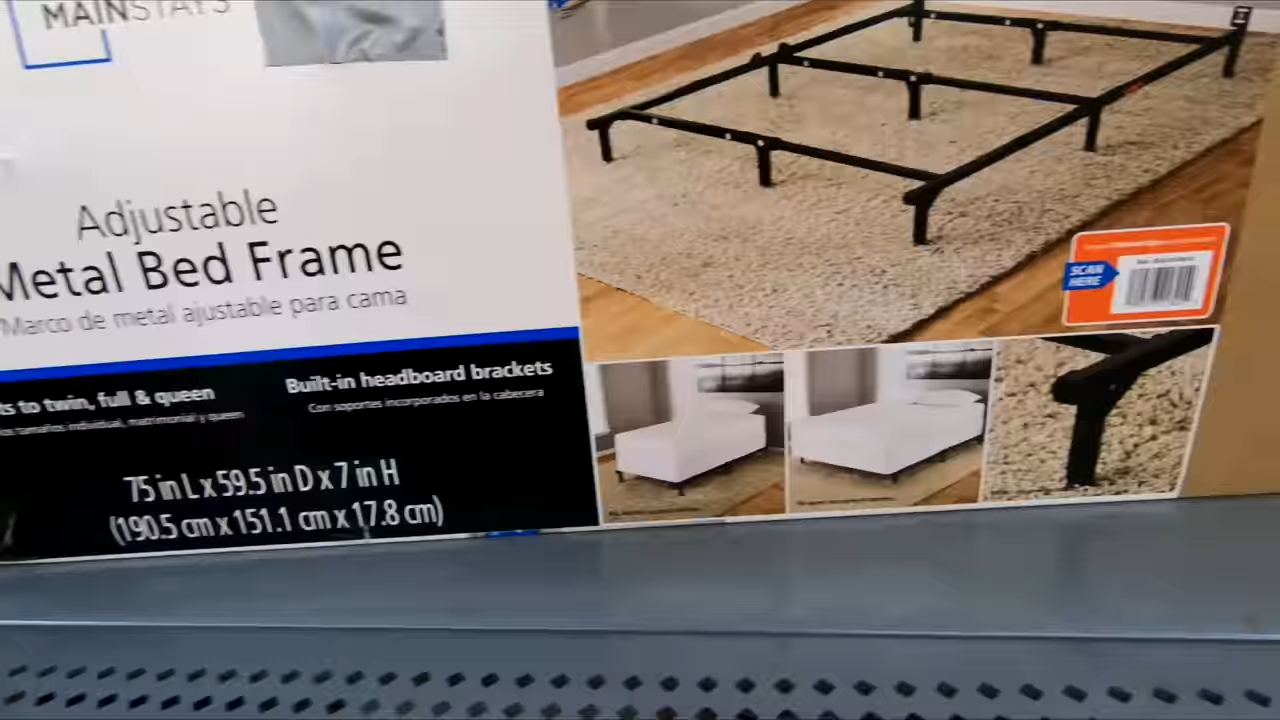 MAINSTAYS
Adjustable
Metal Bed Frame
Marco de metal ajustable para cama
ts to twin, full & queen
Built-in headboard brackets
Con soportes incorporados en la cabecera
75 in L x 59.5 in D x 7 in H
(190.5 cm x 151.1 cm x 17.8 cm)
SCAN
HERE